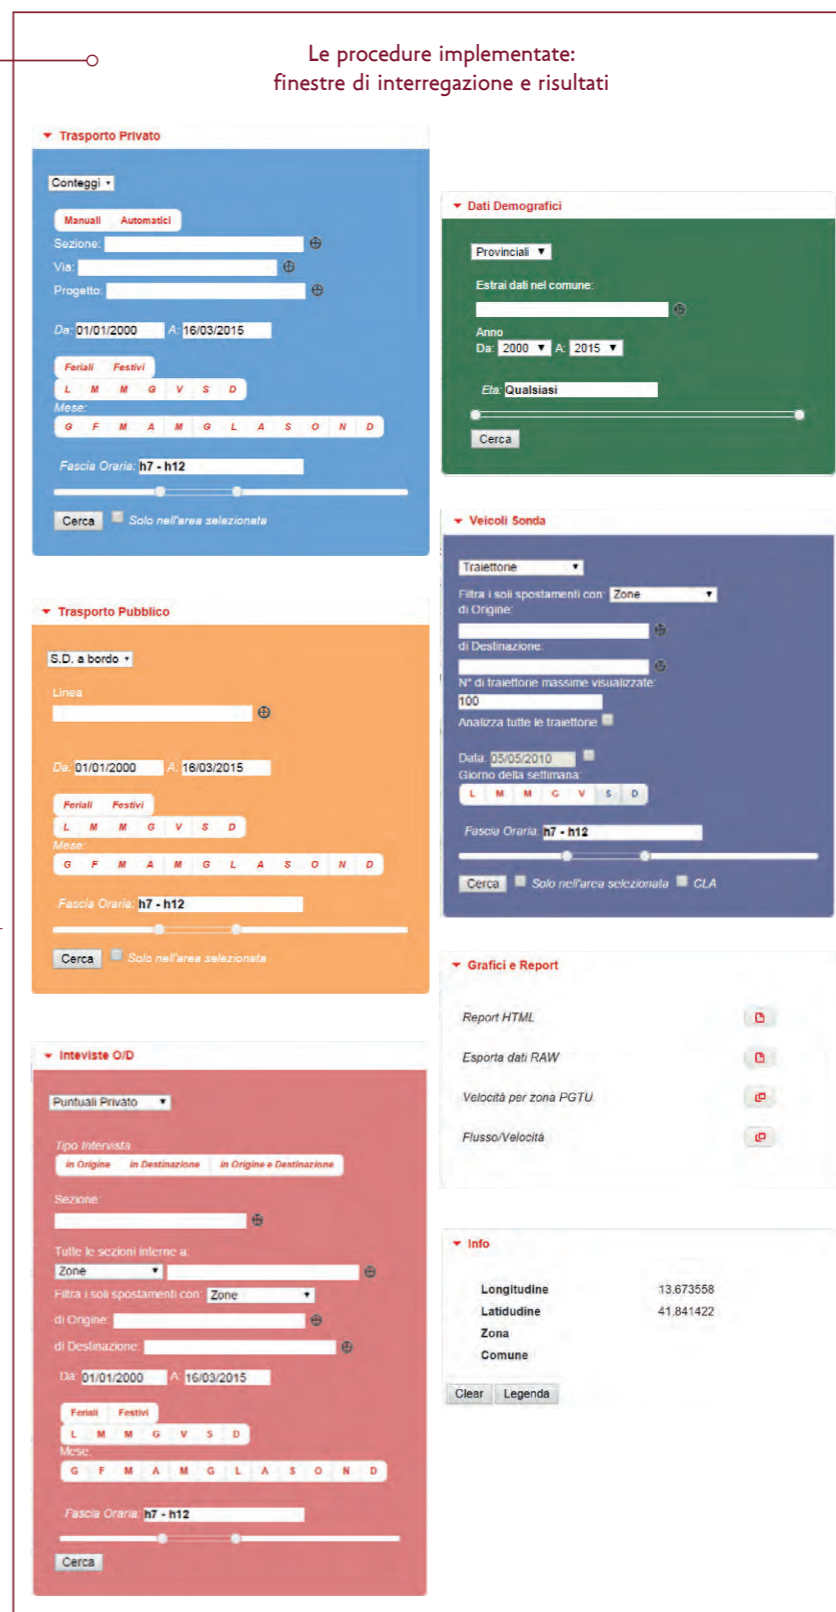 Le procedure implementate:
finestre di interregazione e risultati
Trasporto Privato
Conteggi
Manuali Automatici
Sezione:
Via:
Progetto:
Da: 01/01/2000 A: 16/03/2015
Feriali Festivi
L M M G V S D
Mese:
G F M A M G L A S O N D
Fascia Oraria: h7 - h12
Cerca Solo nell'area selezionata
Trasporto Pubblico
S.D. a bordo
Linea
Da: 01/01/2000 A: 16/03/2015
Feriali Festivi
L M M G V S D
Mese:
G F M A M G L A S O N D
Fascia Oraria: h7 - h12
Cerca Solo nell'area selezionata
Inteviste O/D
Puntuali Privato
Tipo Intervista
in Origine in Destinazione in Origine e Destinazione
Sezione:
Tutte le sezioni interne a:
Zone
Filtra i soli spostamenti con: Zone
di Origine:
di Destinazione:
Da: 01/01/2000 A: 16/03/2015
Feriali Festivi
L M M G V S D
Mese:
G F M A M G L A S O N D
Fascia Oraria: h7 - h12
Cerca
Dati Demografici
Provinciali
Estrai dati nel comune:
Anno
Da: 2000 A: 2015
Eta: Qualsiasi
Cerca
Veicoli Sonda
Traiettorie
Filtra i soli spostamenti con: Zone
di Origine:
di Destinazione:
N° di traiettorie massime visualizzate:
100
Analizza tutte le traiettorie
Data: 05/05/2010
Giorno della settimana:
L M M G V S D
Fascia Oraria: h7 - h12
Cerca Solo nell'area selezionata CLA
Grafici e Report
Report HTML
Esporta dati RAW
Velocità per zona PGTU
Flusso/Velocità
Info
Longitudine 13,673558
Latidudine 41,841422
Zona
Comune
Clear Legenda